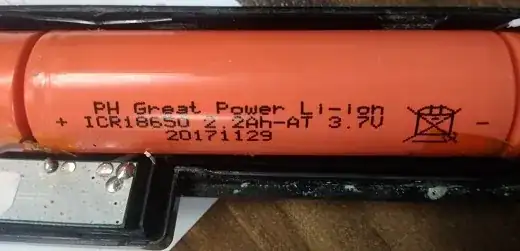 PH Great Power Li-ion
+ ICR18650 2.2Ah-AT 3.7V -
20171129